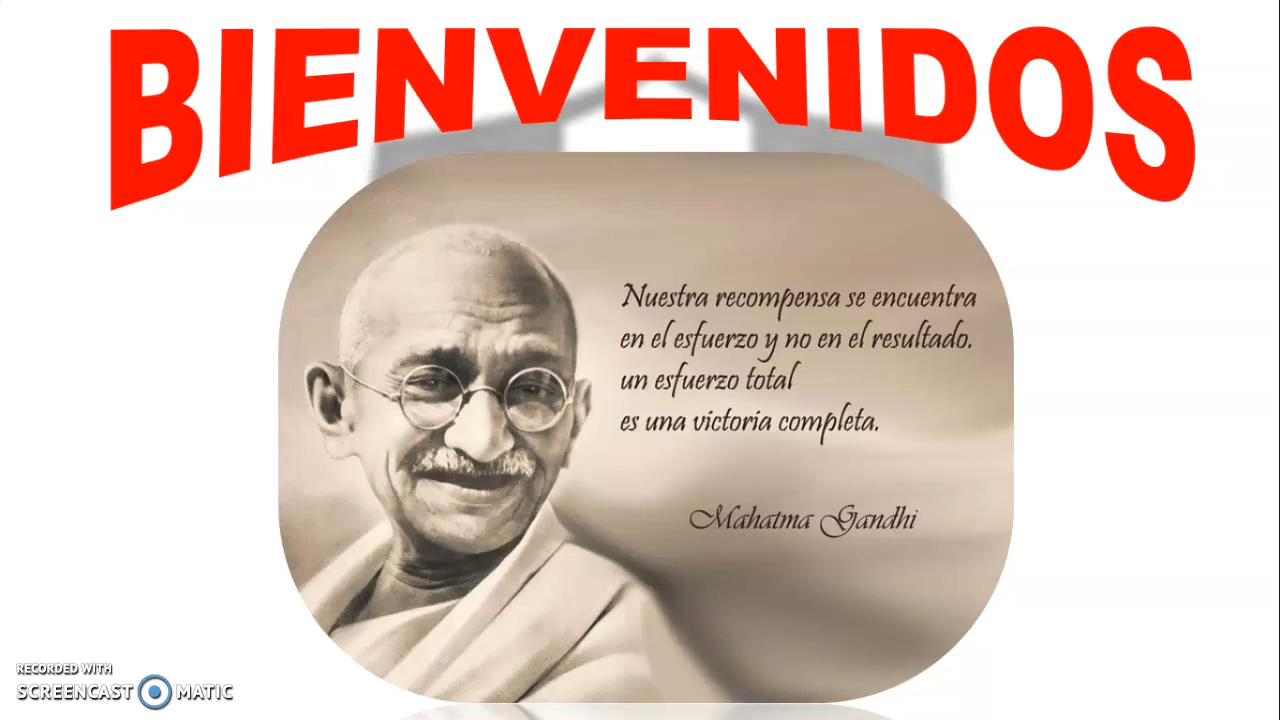 BIENVENIDOS
Nuestra recompensa se encuentra
en el esfuerzo y no en el resultado.
un esfuerzo total
es una victoria completa.
Mahatma Gandhi
RECORDED WITH
SCREENCAST MATIC